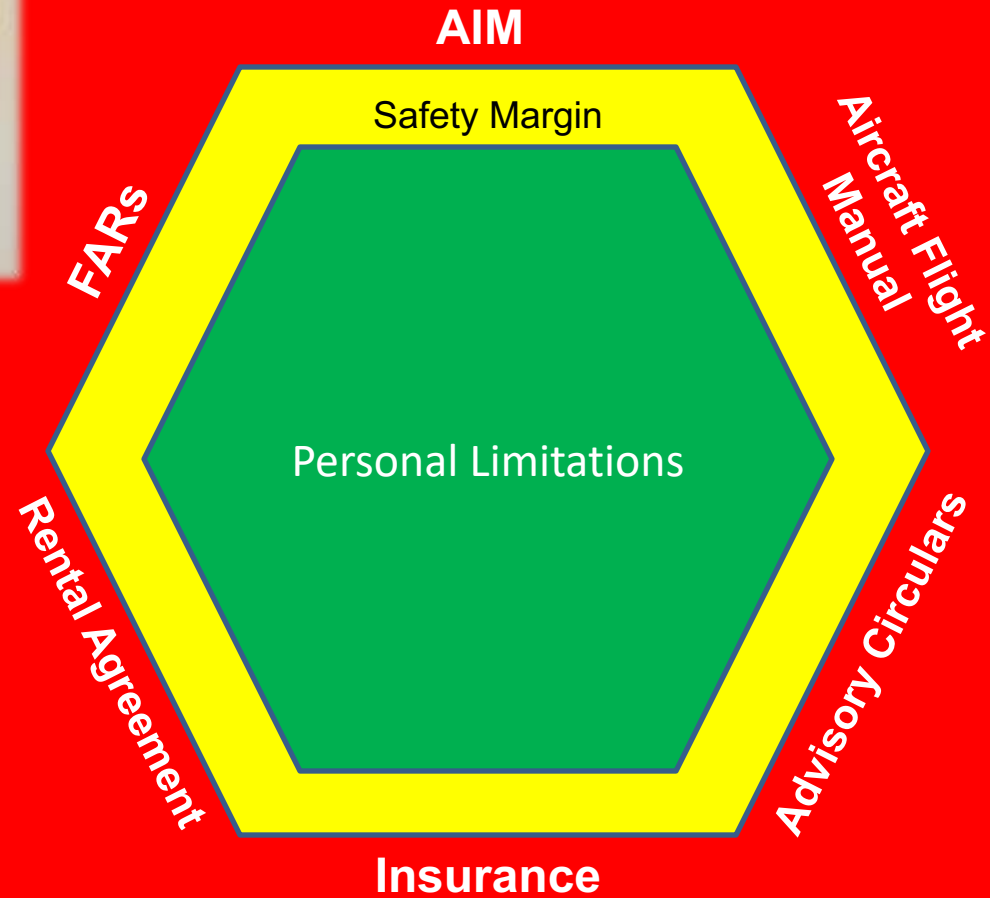 AIM
Safety Margin
FARs
Aircraft Flight
Manual
Personal Limitations
Rental Agreement
Advisory Circulars
Insurance